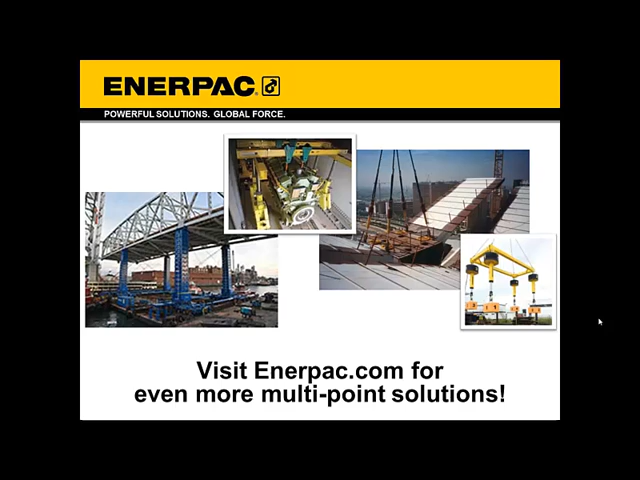 ENERPAC
POWERFUL SOLUTIONS. GLOBAL FORCE.
Visit Enerpac.com for
even more multi-point solutions!